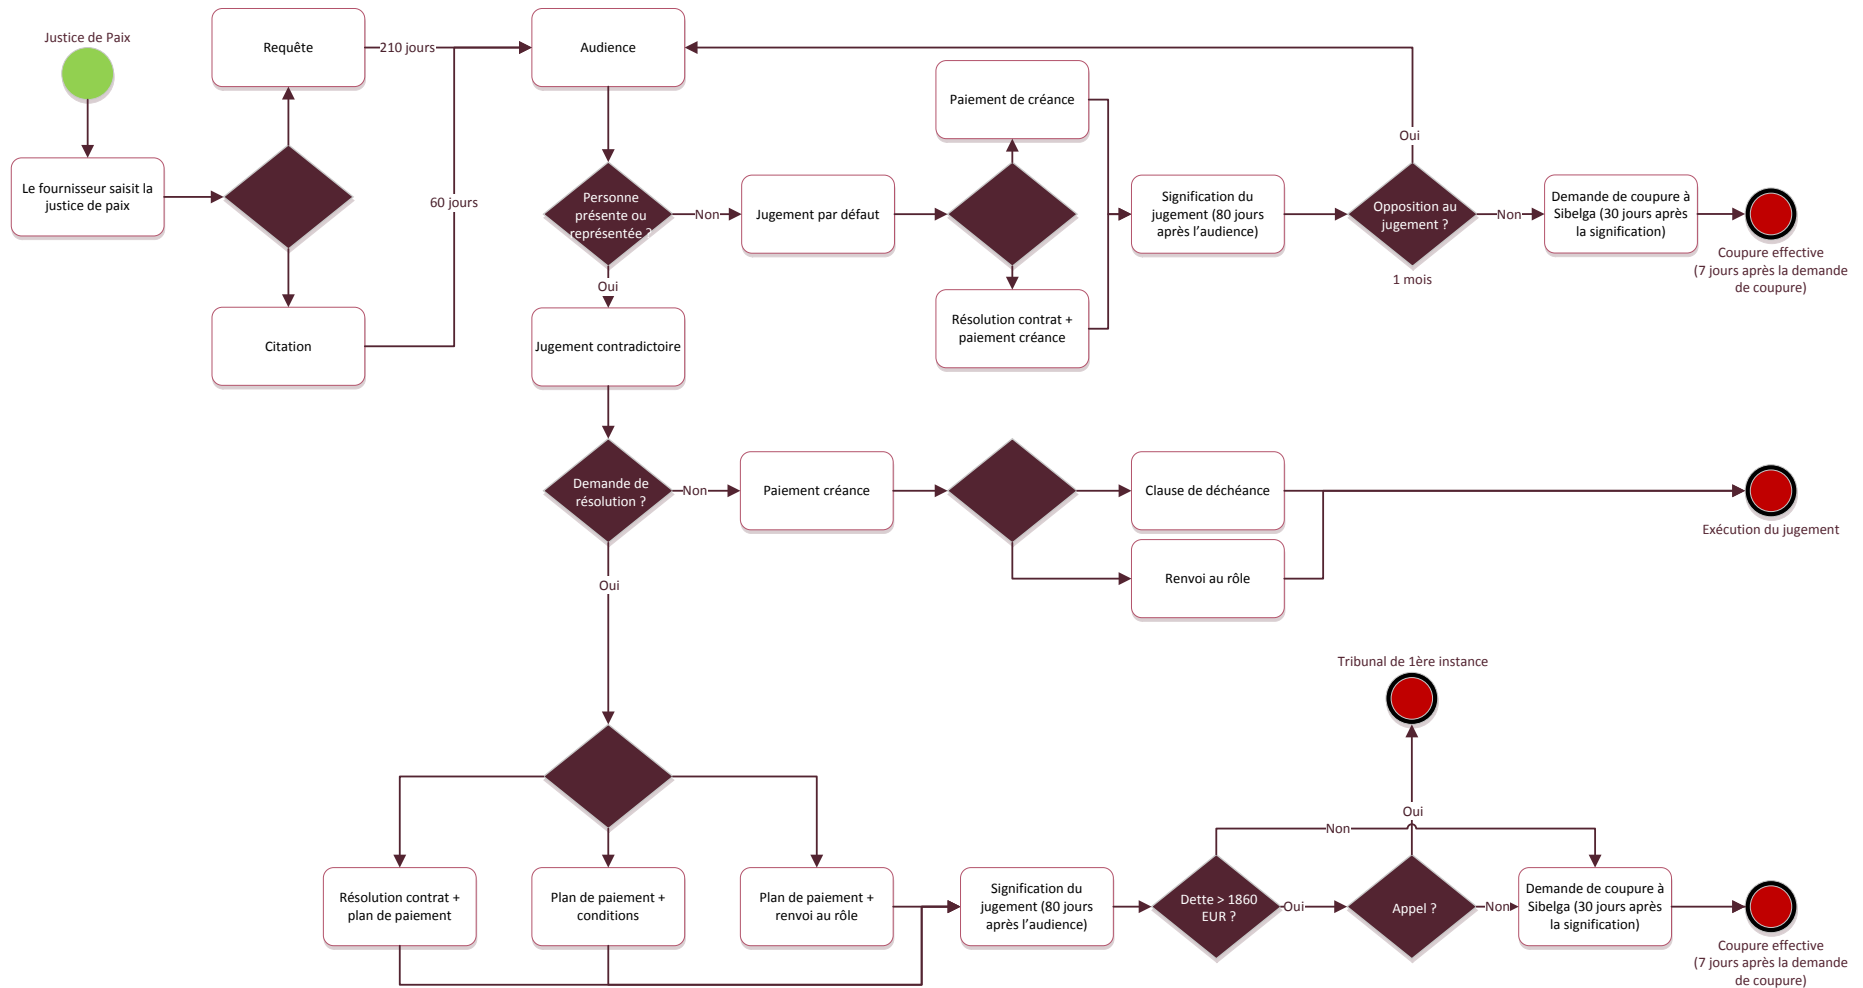 Justice de Paix
Requête
210 jours
Audience
Le fournisseur saisit la
justice de paix
60 jours
Citation
Personne
présente ou
représentée ?
Non
Jugement par défaut
Paiement de créance
Résolution contrat +
paiement créance
Signification du
jugement (80 jours
après l’audience)
Oui
Opposition au
jugement ?
1 mois
Non
Demande de coupure à
Sibelga (30 jours après
la signification)
Coupure effective
(7 jours après la demande
de coupure)
Oui
Jugement contradictoire
Demande de
résolution ?
Non
Paiement créance
Clause de déchéance
Renvoi au rôle
Exécution du jugement
Oui
Tribunal de 1ère instance
Résolution contrat +
plan de paiement
Plan de paiement +
conditions
Plan de paiement +
renvoi au rôle
Signification du
jugement (80 jours
après l’audience)
Dette > 1860
EUR ?
Non
Oui
Oui
Appel ?
Non
Demande de coupure à
Sibelga (30 jours après
la signification)
Coupure effective
(7 jours après la demande
de coupure)